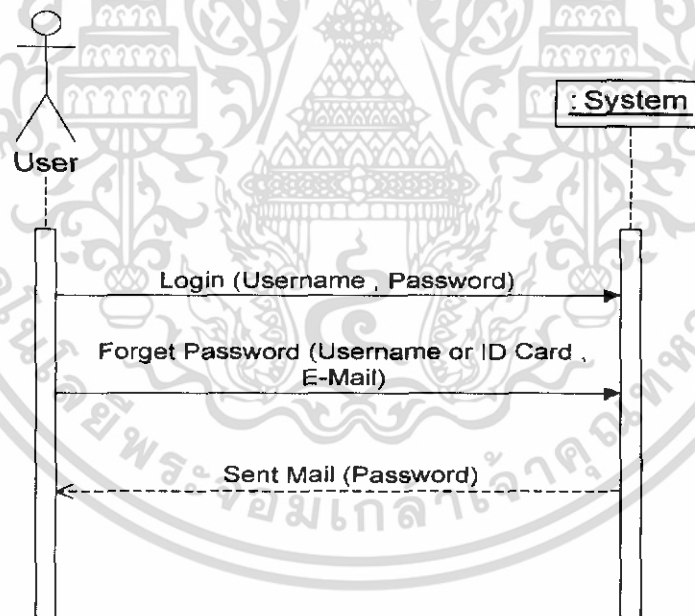 User
: System
Login (Username , Password)
Forget Password (Username or ID Card ,
E-Mail)
Sent Mail (Password)